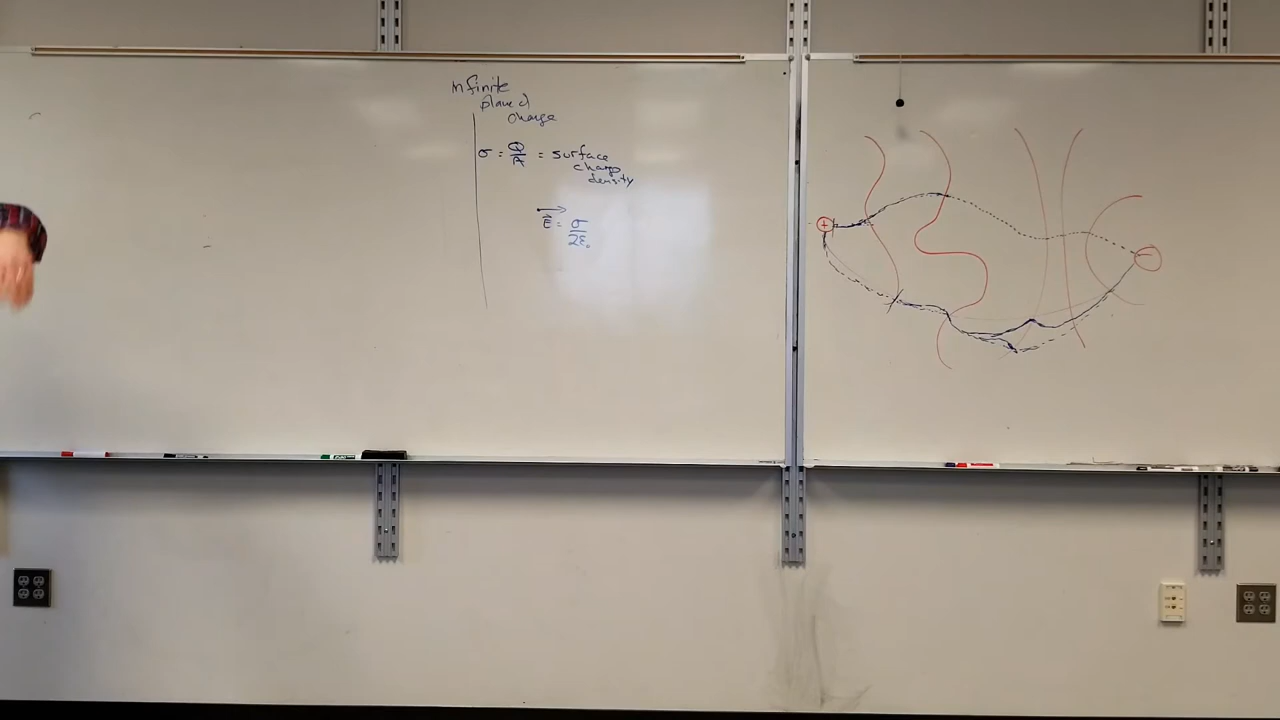 Infinite
plane of
charge
σ = Q/A = surface
charge
density
E⃗ = σ/2ε₀
+
−